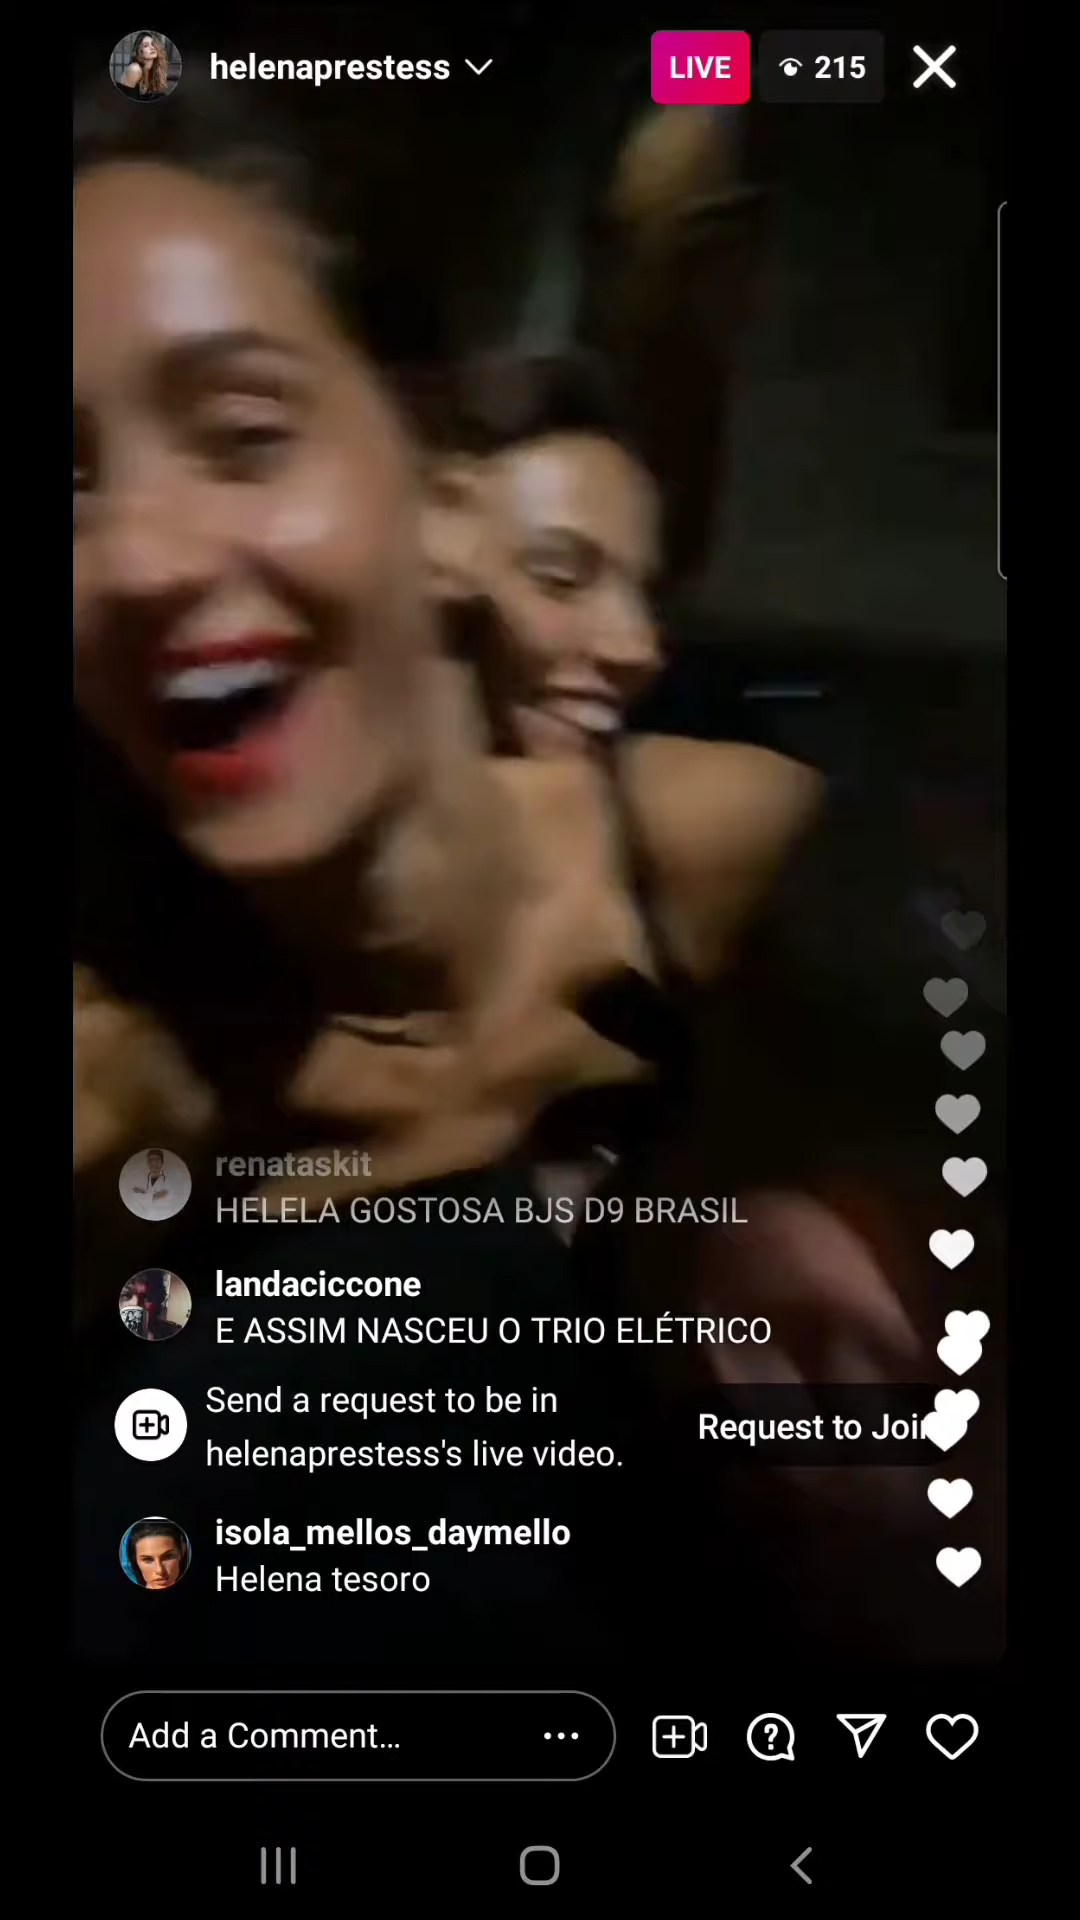 helenaprestess
LIVE
215
renataskit
HELELA GOSTOSA BJS D9 BRASIL
landaciccone
E ASSIM NASCEU O TRIO ELÉTRICO
Send a request to be in
helenaprestess's live video.
Request to Join
isola_mellos_daymello
Helena tesoro
Add a Comment...